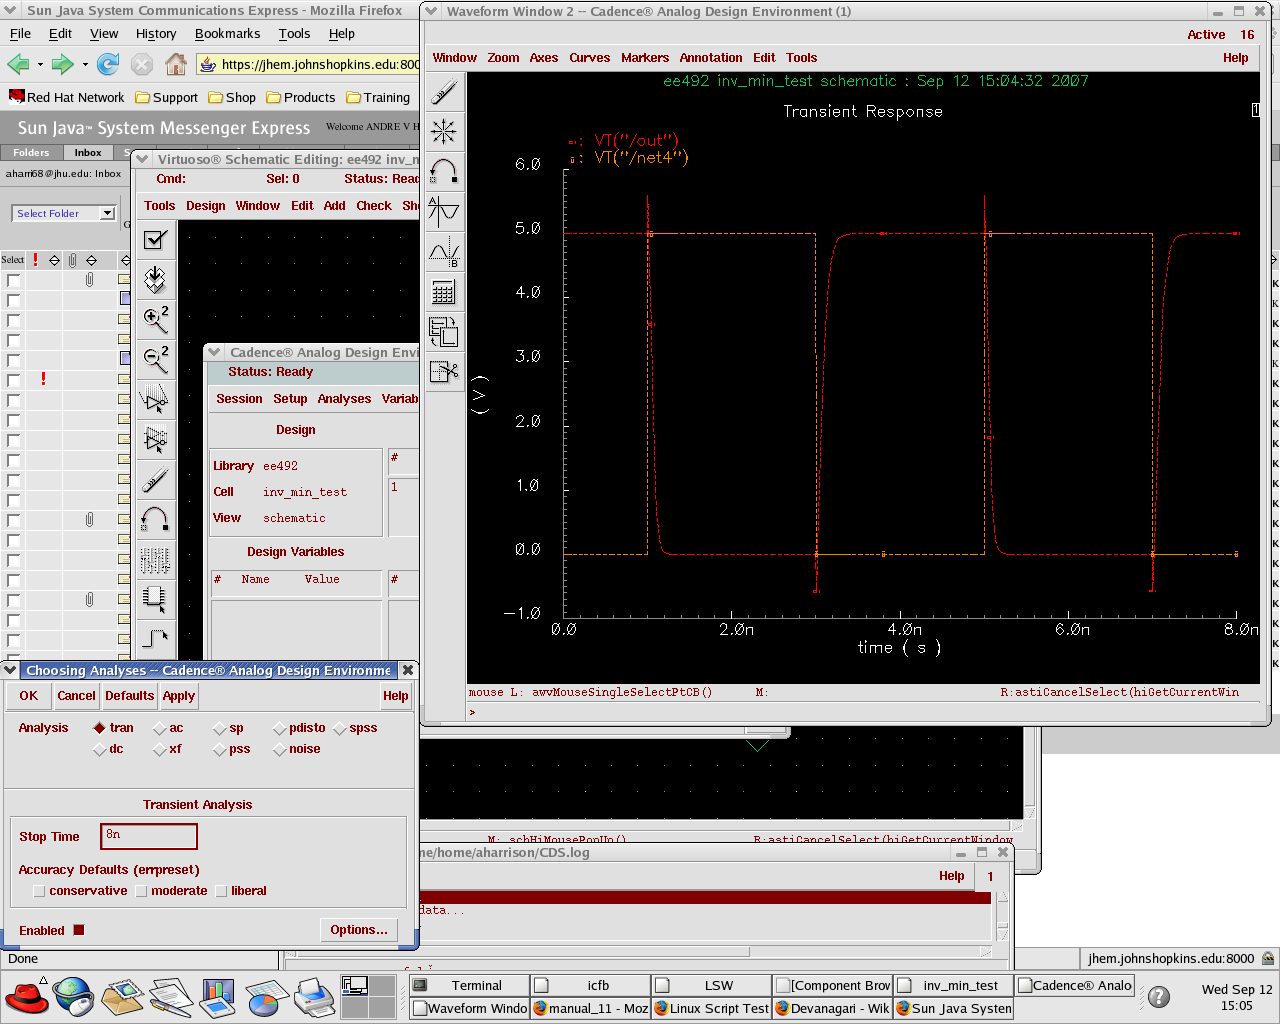 Sun Java System Communications Express - Mozilla Firefox
File Edit View History Bookmarks Tools Help
https://jhem.johnshopkins.edu:800
Red Hat Network Support Shop Products Training
Sun Java™ System Messenger Express Welcome ANDRE V H
Folders Inbox
aharri68@jhu.edu: Inbox
Select Folder
Select
Virtuoso® Schematic Editing: ee492 inv_m
Cmd: Sel: 0 Status: Read
Tools Design Window Edit Add Check She
Cadence® Analog Design Envi
Status: Ready
Session Setup Analyses Variab
Design
Library ee492
Cell inv_min_test
View schematic
#
1
Design Variables
# Name Value #
Waveform Window 2 -- Cadence® Analog Design Environment (1)
Active 16
Window Zoom Axes Curves Markers Annotation Edit Tools Help
ee492 inv_min_test schematic : Sep 12 15:04:32 2007
Transient Response
1
: VT("/out")
: VT("/net4")
6.0
5.0
4.0
3.0
2.0
1.0
0.0
-1.0
(V)
0.0 2.0n 4.0n 6.0n 8.0n
time ( s )
mouse L: awvMouseSingleSelectPtCB() M: R:astiCancelSelect(hiGetCurrentWin
>
Choosing Analyses -- Cadence® Analog Design Environme
OK Cancel Defaults Apply Help
Analysis tran ac sp pdisto spss
dc xf pss noise
Transient Analysis
Stop Time 8n
Accuracy Defaults (errpreset)
conservative moderate liberal
Enabled Options...
M: schHiMousePopUp() R:astiCancelSelect(hiGetCurrentWindow
me/home/aharrison/CDS.log
Help 1
data...
Done
jhem.johnshopkins.edu:8000
Terminal icfb LSW [Component Brow inv_min_test Cadence® Analo
Waveform Windo manual_11 - Moz Linux Script Test Devanagari - Wik Sun Java System
Wed Sep 12
15:05